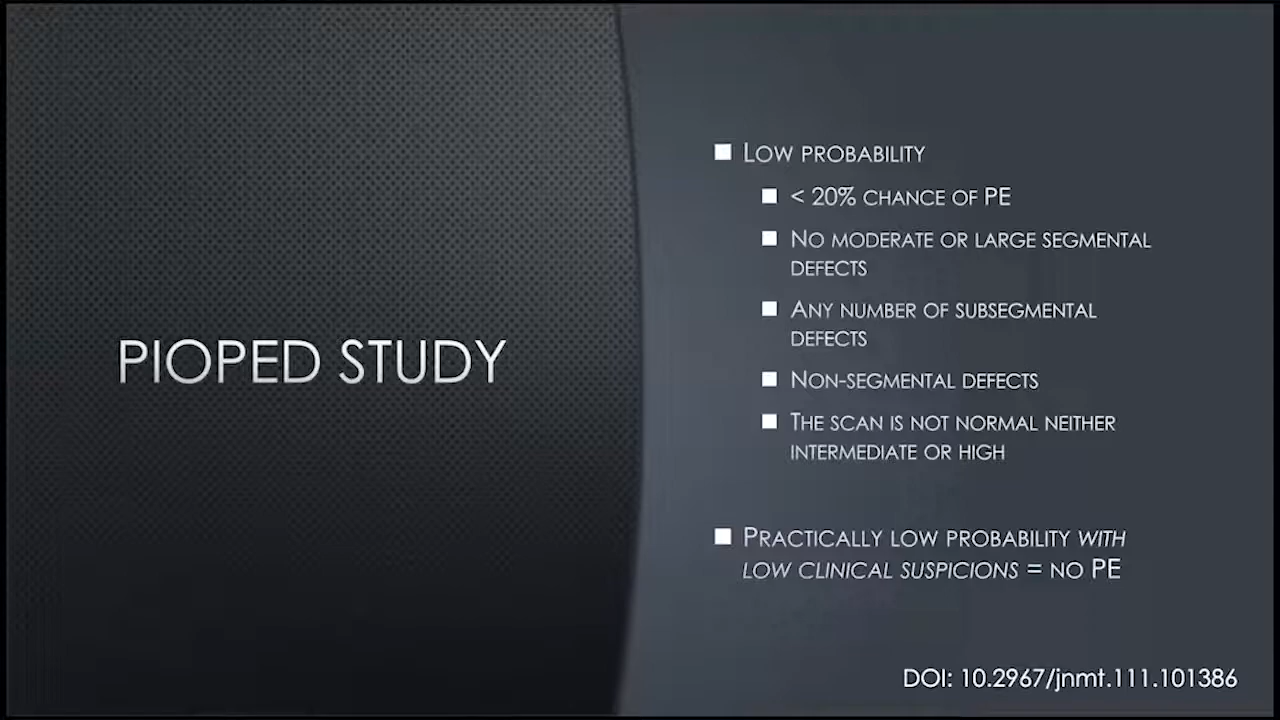 PIOPED STUDY
LOW PROBABILITY
< 20% CHANCE OF PE
NO MODERATE OR LARGE SEGMENTAL
DEFECTS
ANY NUMBER OF SUBSEGMENTAL
DEFECTS
NON-SEGMENTAL DEFECTS
THE SCAN IS NOT NORMAL NEITHER
INTERMEDIATE OR HIGH
PRACTICALLY LOW PROBABILITY WITH
LOW CLINICAL SUSPICIONS = NO PE
DOI: 10.2967/jnmt.111.101386